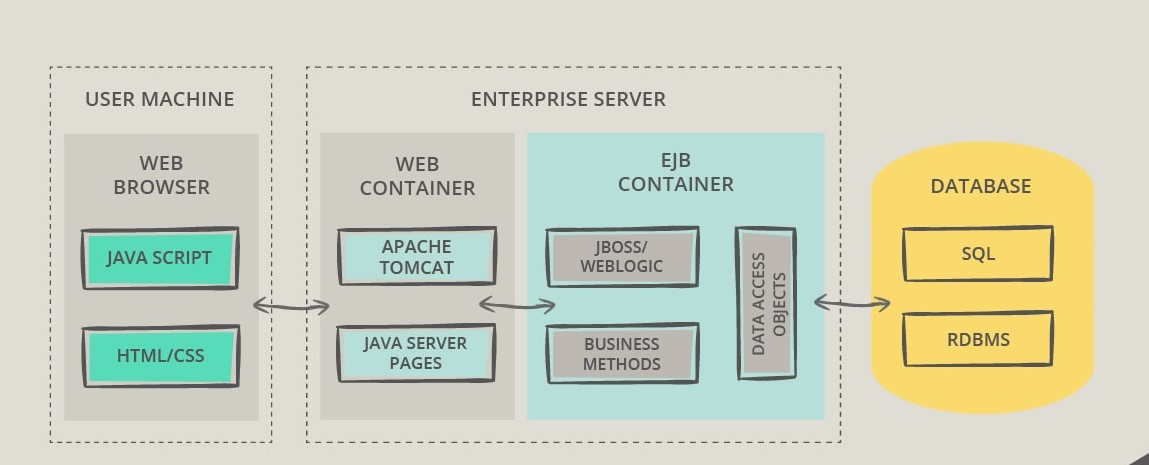 USER MACHINE
WEB
BROWSER
JAVA SCRIPT
HTML/CSS
ENTERPRISE SERVER
WEB
CONTAINER
APACHE
TOMCAT
JAVA SERVER
PAGES
EJB
CONTAINER
JBOSS/
WEBLOGIC
BUSINESS
METHODS
DATA ACCESS
OBJECTS
DATABASE
SQL
RDBMS